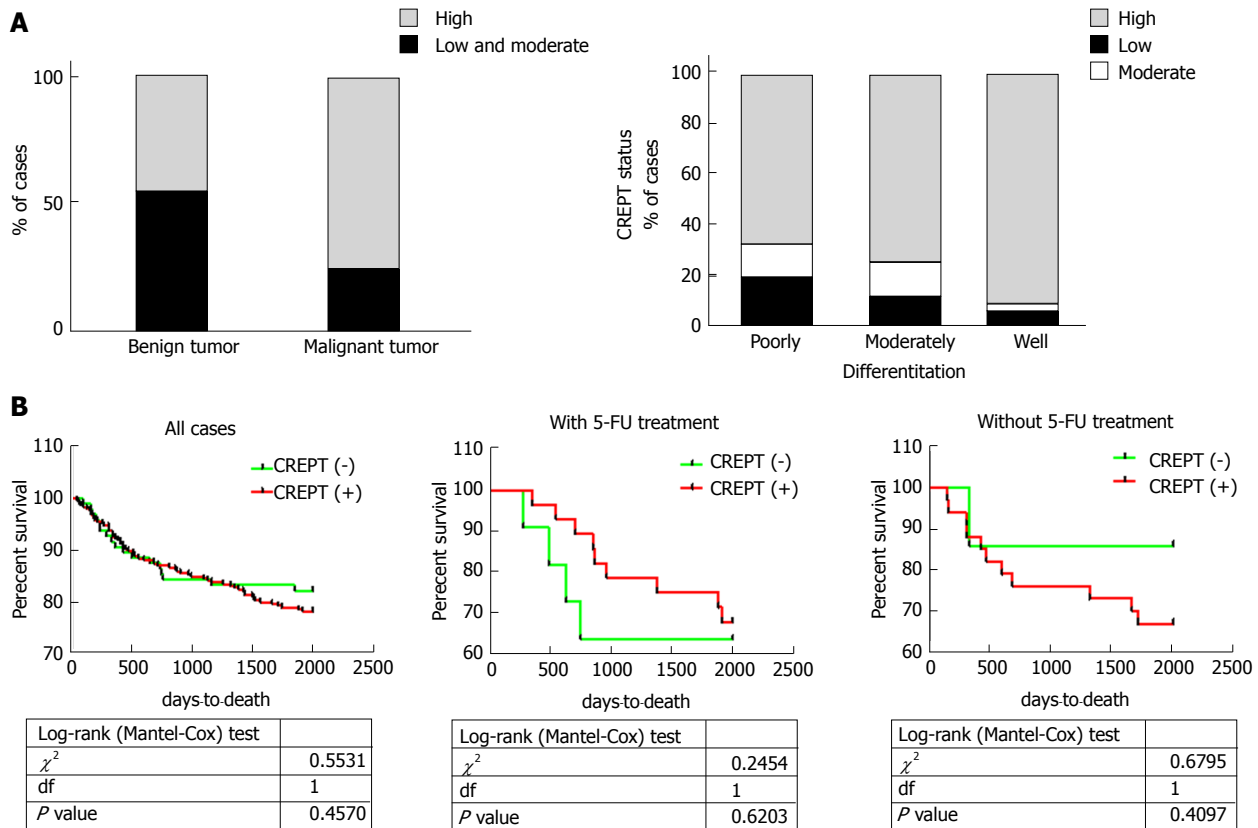 A
High
Low and moderate
100
50
0
% of cases
Benign tumor
Malignant tumor
High
Low
Moderate
100
80
60
40
20
0
CREPT status
% of cases
Poorly
Moderately
Well
Differentitation
B
All cases
CREPT (-)
CREPT (+)
110
100
90
80
70
Perecent survival
0
500
1000
1500
2000
2500
days-to-death
Log-rank (Mantel-Cox) test
χ2 0.5531
df 1
P value 0.4570
With 5-FU treatment
CREPT (-)
CREPT (+)
110
100
90
80
70
60
Perecent survival
0
500
1000
1500
2000
2500
days-to-death
Log-rank (Mantel-Cox) test
χ2 0.2454
df 1
P value 0.6203
Without 5-FU treatment
CREPT (-)
CREPT (+)
110
100
90
80
70
60
Perecent survival
0
500
1000
1500
2000
2500
days-to-death
Log-rank (Mantel-Cox) test
χ2 0.6795
df 1
P value 0.4097